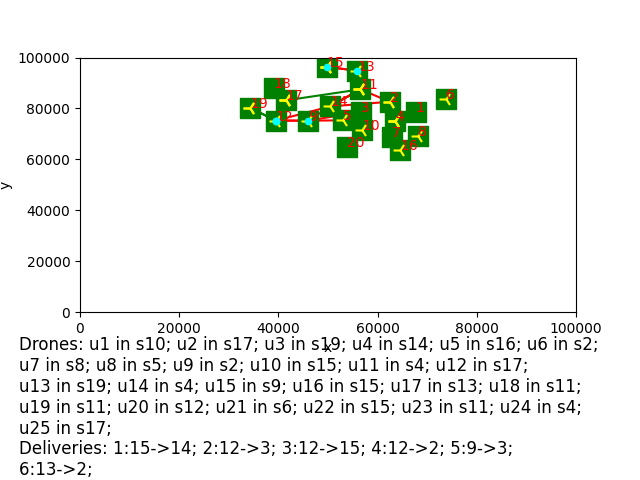 100000
80000
60000
40000
20000
0
y
0 20000 40000 60000 80000 100000
x
Drones: u1 in s10; u2 in s17; u3 in s19; u4 in s14; u5 in s16; u6 in s2;
u7 in s8; u8 in s5; u9 in s2; u10 in s15; u11 in s4; u12 in s17;
u13 in s19; u14 in s4; u15 in s9; u16 in s15; u17 in s13; u18 in s11;
u19 in s11; u20 in s12; u21 in s6; u22 in s15; u23 in s11; u24 in s4;
u25 in s17;
Deliveries: 1:15->14; 2:12->3; 3:12->15; 4:12->2; 5:9->3;
6:13->2;